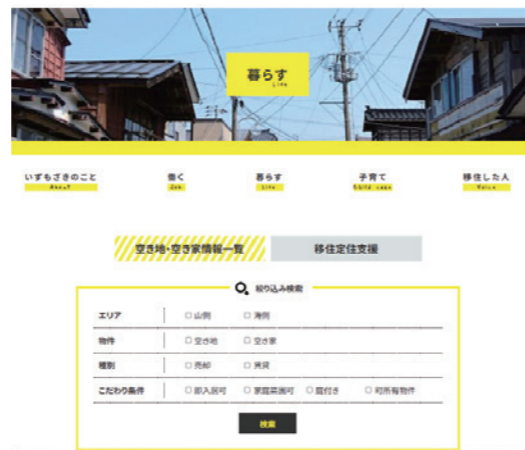 暮らす
Life
いずもざきのこと 働く 暮らす 子育て 移住した人
About Job Life Child care Voice
空き地・空き家情報一覧 移住定住支援
絞り込み検索
エリア 山側 海側
物件 空き地 空き家
種別 売却 賃貸
こだわり条件 即入居可 家庭菜園可 庭付き 町所有物件
検索